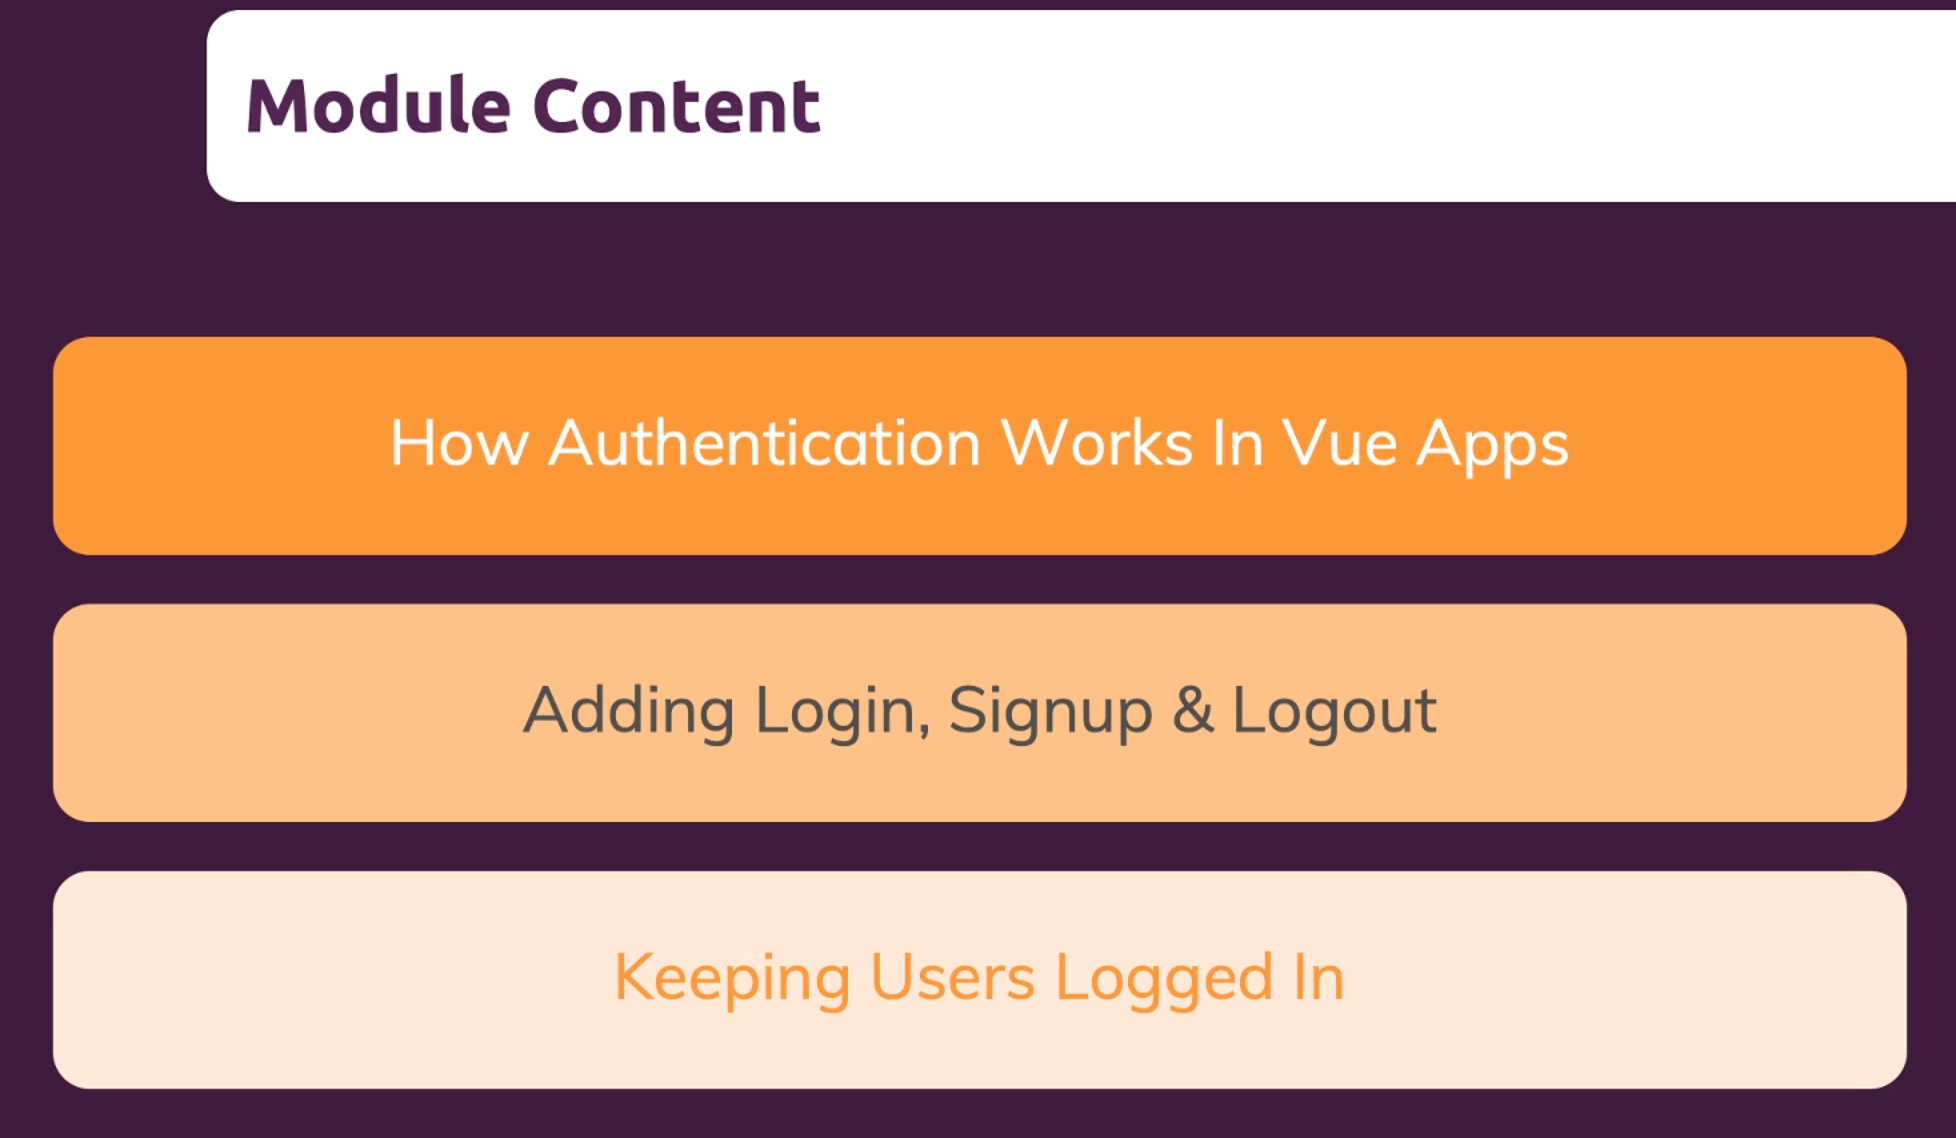 Module Content
How Authentication Works In Vue Apps
Adding Login, Signup & Logout
Keeping Users Logged In